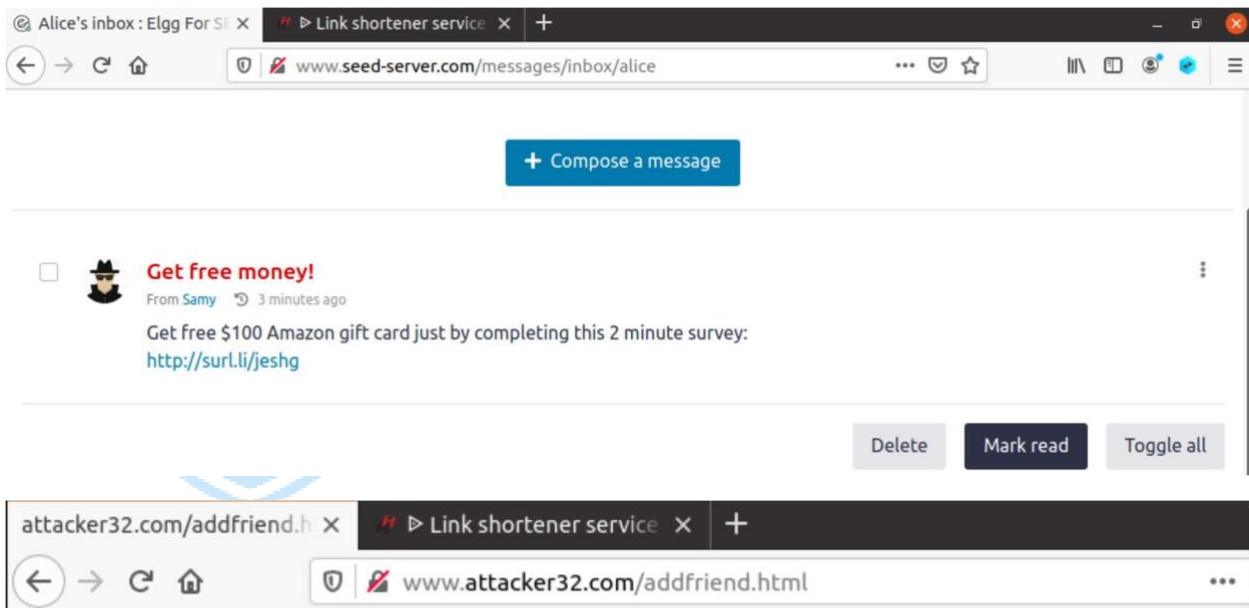 Alice's inbox : Elgg For SE
Link shortener service
www.seed-server.com/messages/inbox/alice
+ Compose a message
Get free money!
From Samy 3 minutes ago
Get free $100 Amazon gift card just by completing this 2 minute survey:
http://surl.li/jeshg
Delete Mark read Toggle all
attacker32.com/addfriend.h
Link shortener service
www.attacker32.com/addfriend.html